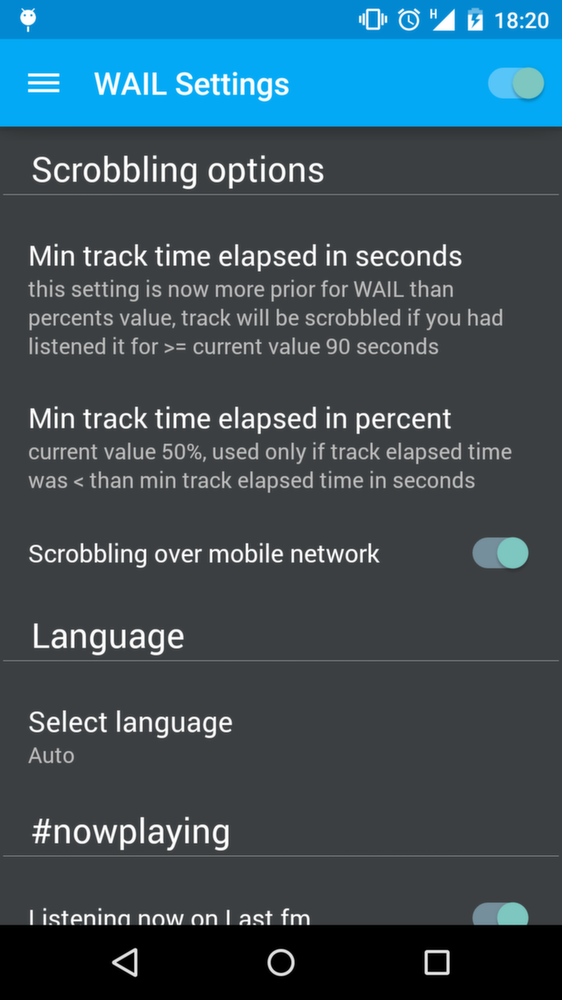 H
18:20
WAIL Settings
Scrobbling options
Min track time elapsed in seconds
this setting is now more prior for WAIL than
percents value, track will be scrobbled if you had
listened it for >= current value 90 seconds
Min track time elapsed in percent
current value 50%, used only if track elapsed time
was < than min track elapsed time in seconds
Scrobbling over mobile network
Language
Select language
Auto
#nowplaying
Listening now on Last fm